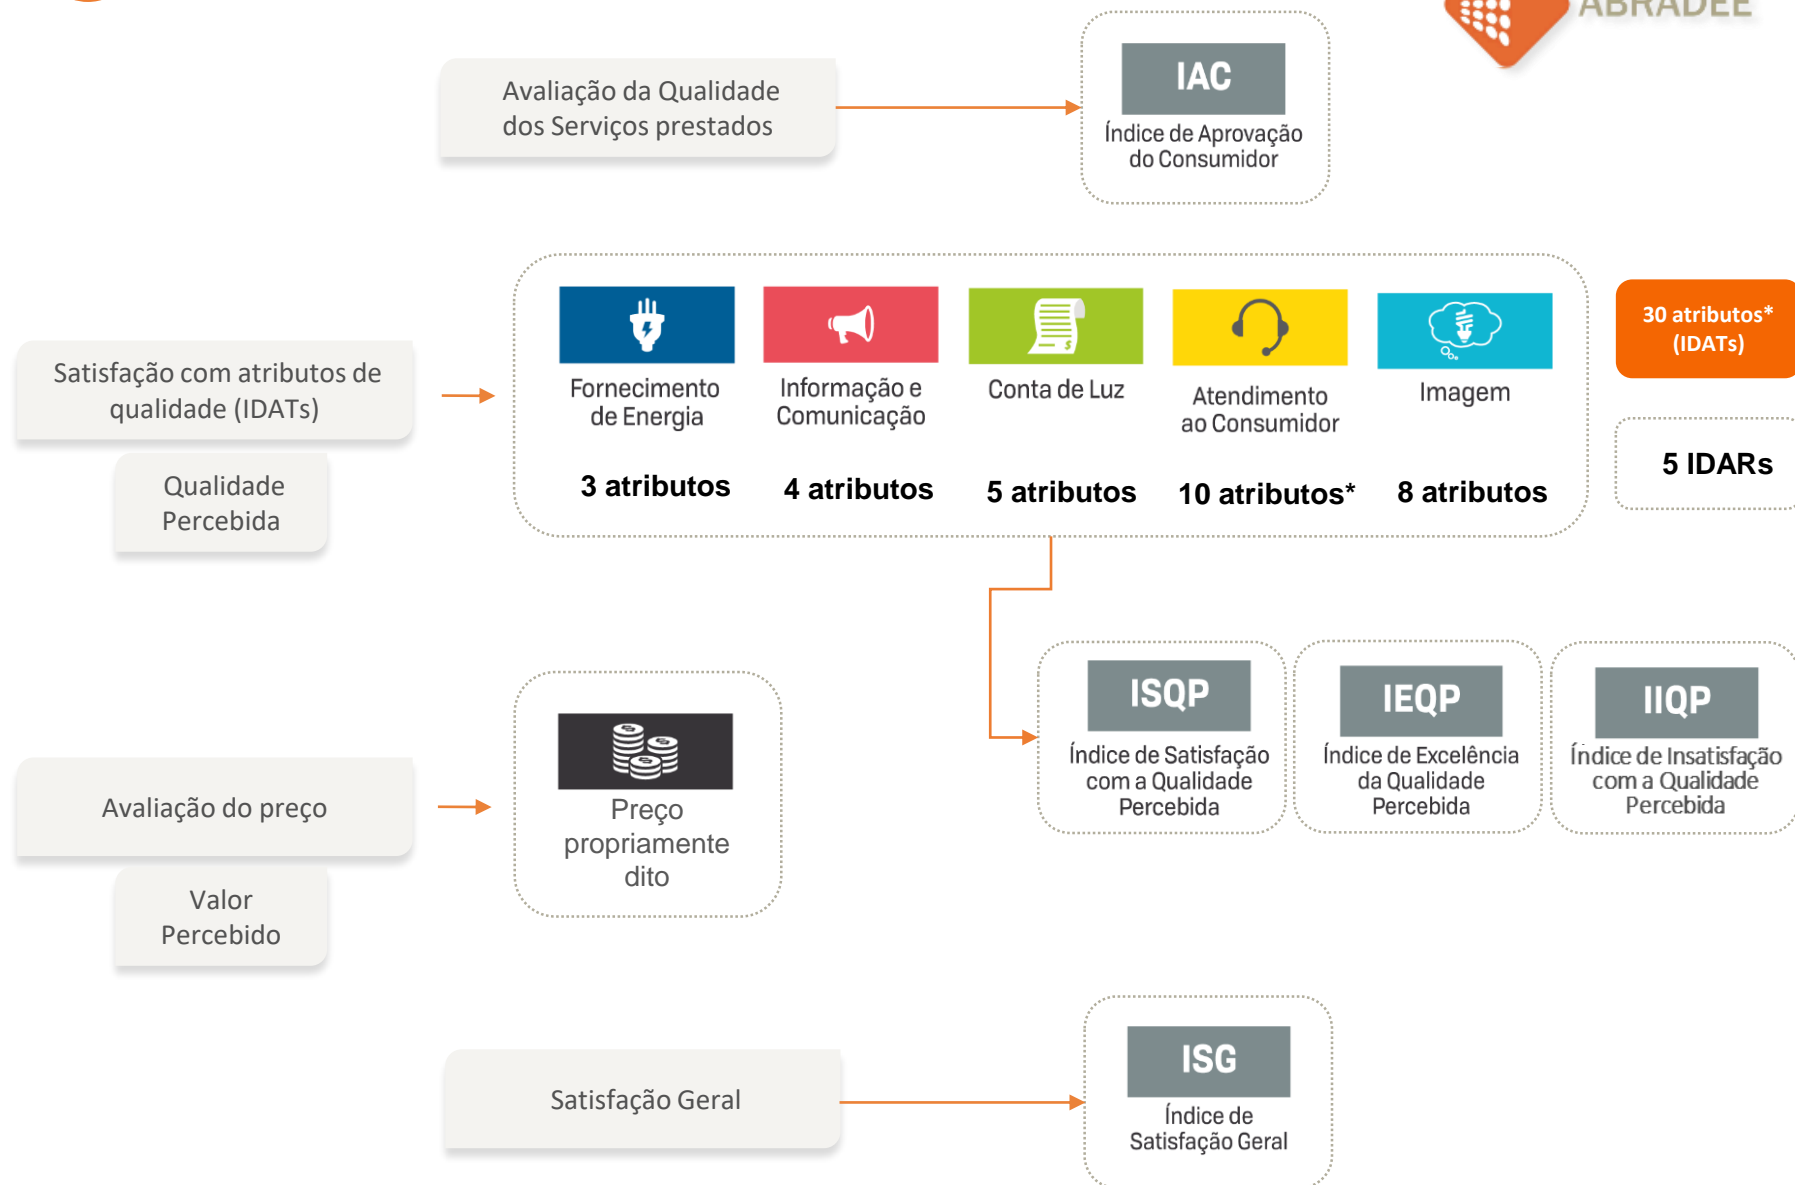 ABRADEE
Avaliação da Qualidade
dos Serviços prestados
IAC
Índice de Aprovação
do Consumidor
Satisfação com atributos de
qualidade (IDATs)
Qualidade
Percebida
Fornecimento
de Energia
3 atributos
Informação e
Comunicação
4 atributos
Conta de Luz
5 atributos
Atendimento
ao Consumidor
10 atributos*
Imagem
8 atributos
30 atributos*
(IDATs)
5 IDARs
ISQP
Índice de Satisfação
com a Qualidade
Percebida
IEQP
Índice de Excelência
da Qualidade
Percebida
IIQP
Índice de Insatisfação
com a Qualidade
Percebida
Avaliação do preço
Valor
Percebido
Preço
propriamente
dito
Satisfação Geral
ISG
Índice de
Satisfação Geral